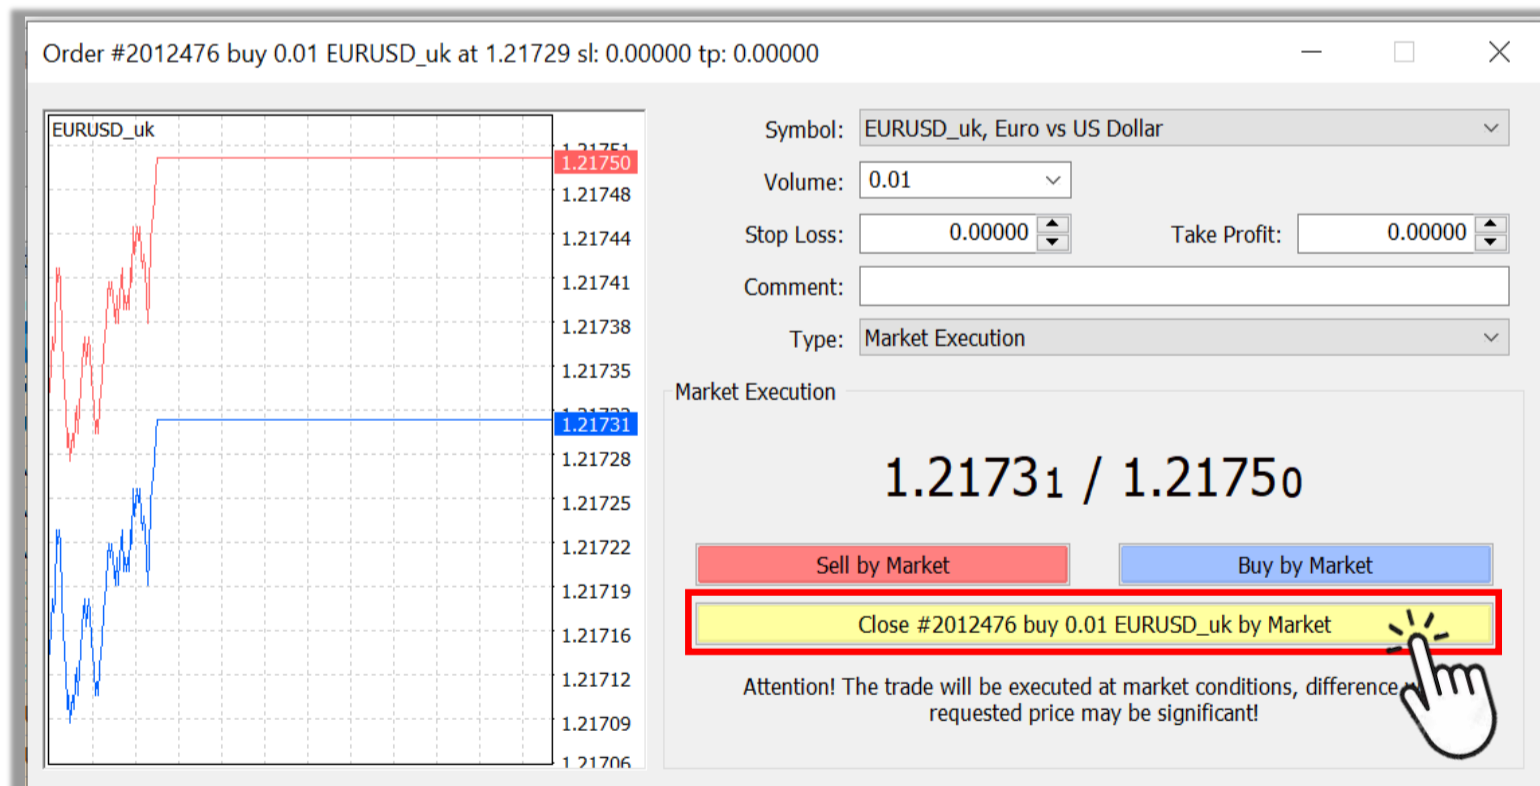 Order #2012476 buy 0.01 EURUSD_uk at 1.21729 sl: 0.00000 tp: 0.00000
EURUSD_uk
1.21751
1.21750
1.21748
1.21744
1.21741
1.21738
1.21735
1.21731
1.21728
1.21725
1.21722
1.21719
1.21716
1.21712
1.21709
1.21706
Symbol: EURUSD_uk, Euro vs US Dollar
Volume: 0.01
Stop Loss: 0.00000 Take Profit: 0.00000
Comment:
Type: Market Execution
Market Execution
1.21731 / 1.21750
Sell by Market Buy by Market
Close #2012476 buy 0.01 EURUSD_uk by Market
Attention! The trade will be executed at market conditions, difference
requested price may be significant!